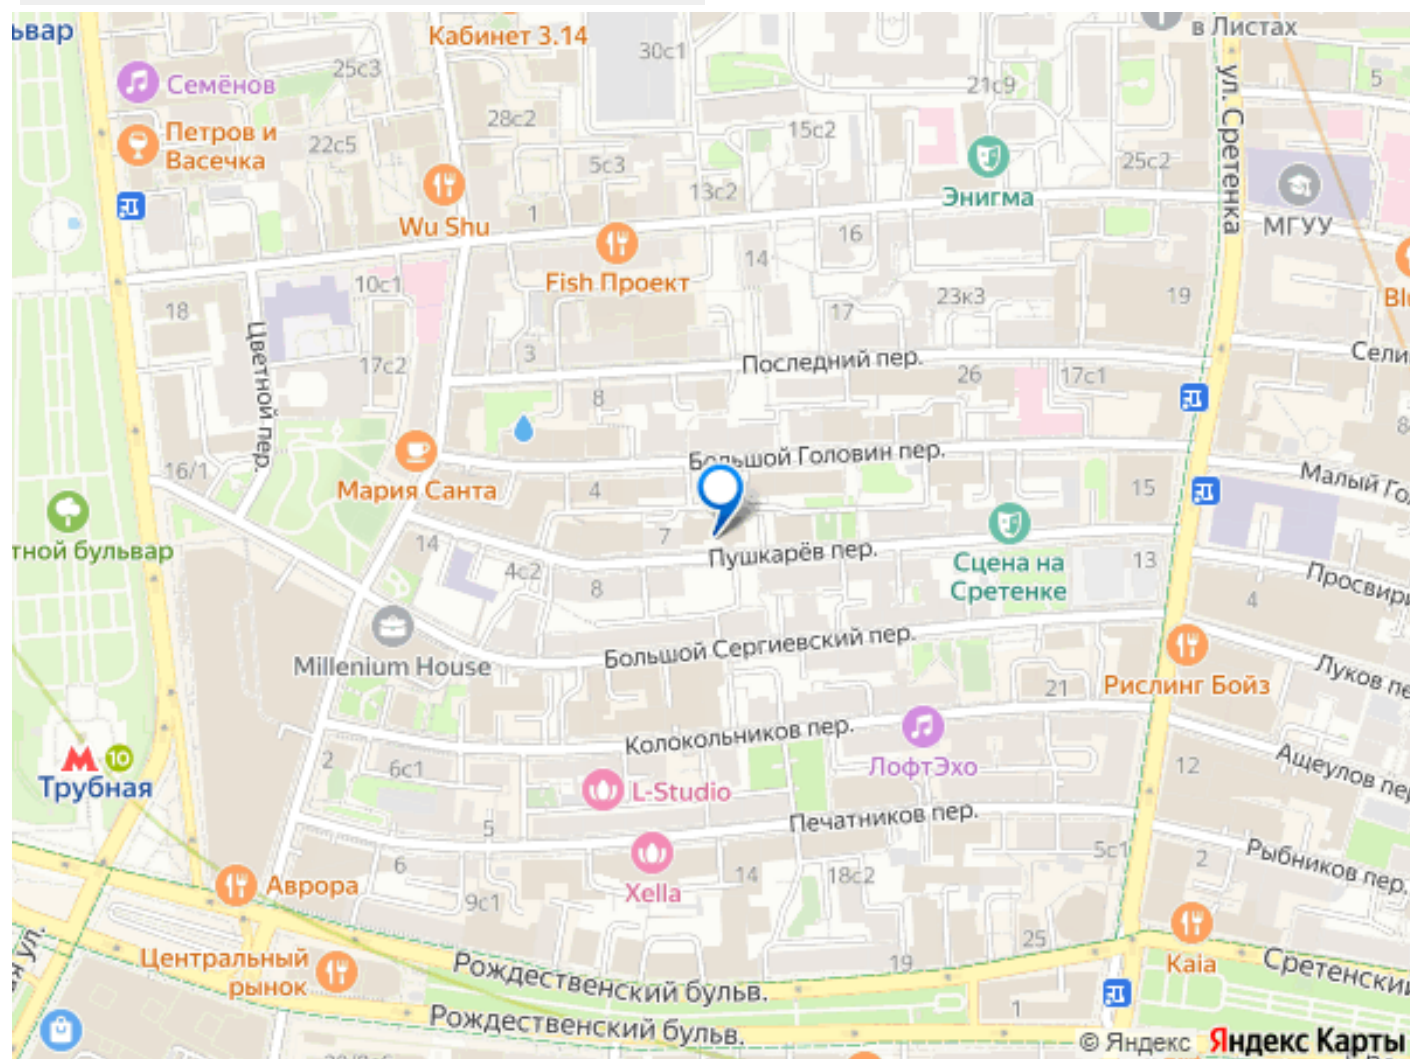 ьвар
Кабинет 3.14
30с1
в Листах
25с3
Семёнов
21с9
5
28с2
Петров и
Васечка
22с5
15с2
ул. Сретенка
5с3
25с2
13с2
Энигма
Wu Shu
1
МГУУ
16
14
Fish Проект
10с1
23к3
19
18
17
Цветной пер.
3
17с2
Последний пер.
Сели
26
17с1
8
8
Большой Головин пер.
16/1
Мария Санта
4
15
Малый Го
тной бульвар
14
7
Пушкарёв пер.
Сцена на
Сретенке
13
4с2
8
Просвири
4
Millenium House
Большой Сергиевский пер.
Луков пе
21
Рислинг Бойз
Колокольников пер.
2
6с1
ЛофтЭхо
12
Ащеулов пер
10
Трубная
L-Studio
Печатников пер.
5
5с1
2
Рыбников пер.
6
Аврора
Xella
14
18с2
9с1
25
Центральный
рынок
19
Kaia
Сретенски
Рождественский бульв.
1
Рождественский бульв.
© Яндекс Яндекс Карты